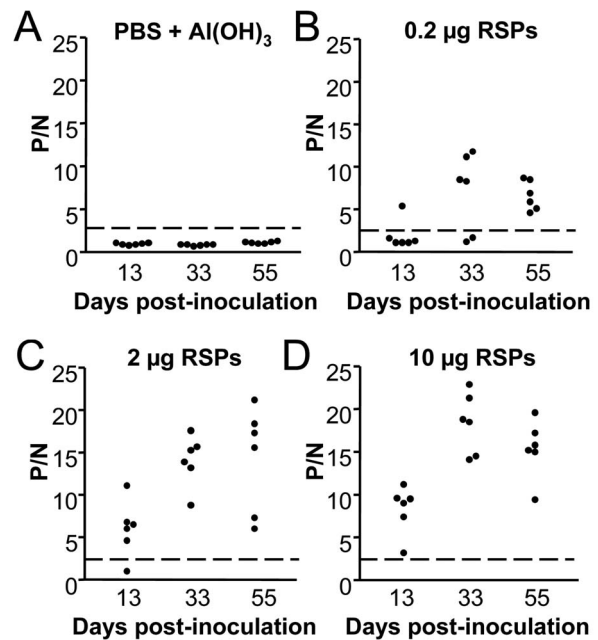 A
PBS + Al(OH)3
25
20
15
10
5
0
P/N
13 33 55
Days post-inoculation
B
0.2 µg RSPs
25
20
15
10
5
0
P/N
13 33 55
Days post-inoculation
C
2 µg RSPs
25
20
15
10
5
0
P/N
13 33 55
Days post-inoculation
D
10 µg RSPs
25
20
15
10
5
0
P/N
13 33 55
Days post-inoculation